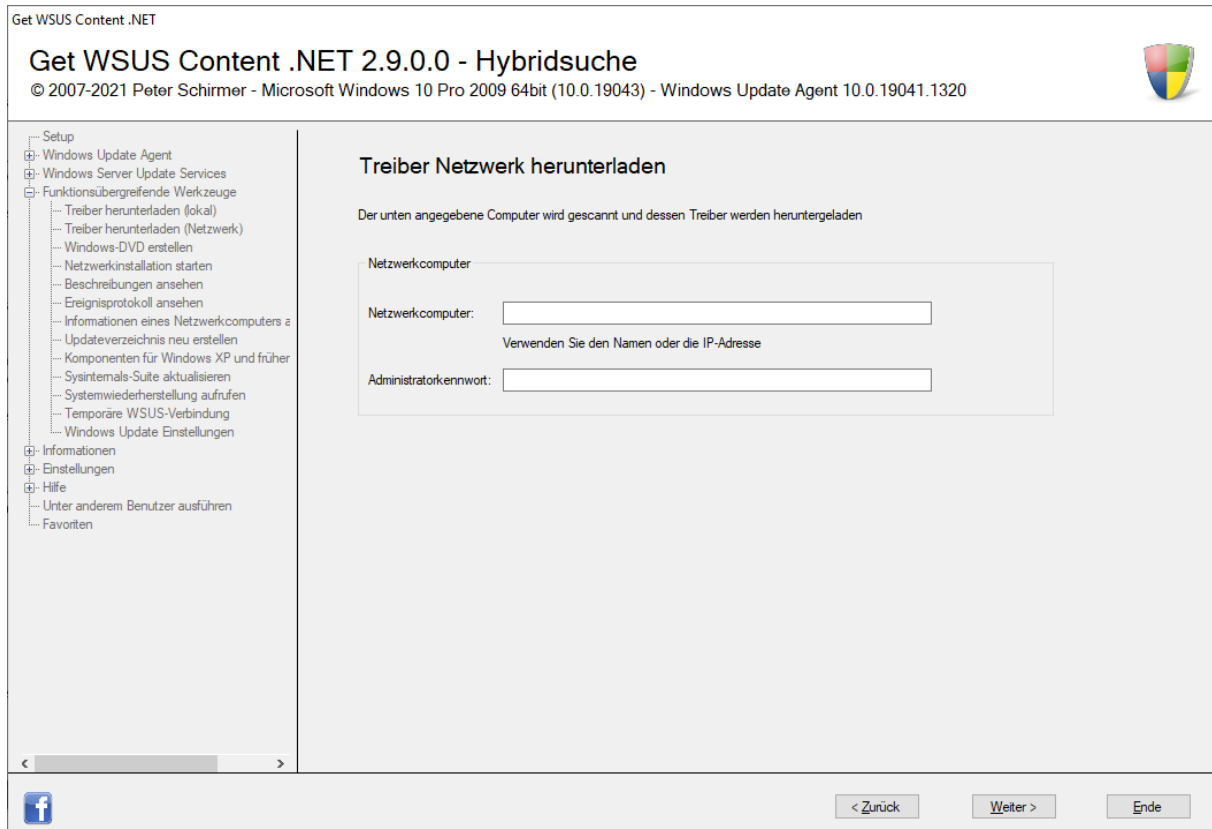 Get WSUS Content .NET
Get WSUS Content .NET 2.9.0.0 - Hybridsuche
© 2007-2021 Peter Schirmer - Microsoft Windows 10 Pro 2009 64bit (10.0.19043) - Windows Update Agent 10.0.19041.1320
Setup
Windows Update Agent
Windows Server Update Services
Funktionsübergreifende Werkzeuge
Treiber herunterladen (lokal)
Treiber herunterladen (Netzwerk)
Windows-DVD erstellen
Netzwerkinstallation starten
Beschreibungen ansehen
Ereignisprotokoll ansehen
Informationen eines Netzwerkcomputers a
Updateverzeichnis neu erstellen
Komponenten für Windows XP und früher
Sysinternals-Suite aktualisieren
Systemwiederherstellung aufrufen
Temporäre WSUS-Verbindung
Windows Update Einstellungen
Informationen
Einstellungen
Hilfe
Unter anderem Benutzer ausführen
Favoriten
Treiber Netzwerk herunterladen
Der unten angegebene Computer wird gescannt und dessen Treiber werden heruntergeladen
Netzwerkcomputer
Netzwerkcomputer:
Verwenden Sie den Namen oder die IP-Adresse
Administratorkennwort:
f
< Zurück
Weiter >
Ende